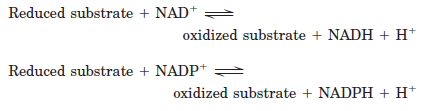 Reduced substrate + NAD⁺ ⇌
oxidized substrate + NADH + H⁺
Reduced substrate + NADP⁺ ⇌
oxidized substrate + NADPH + H⁺